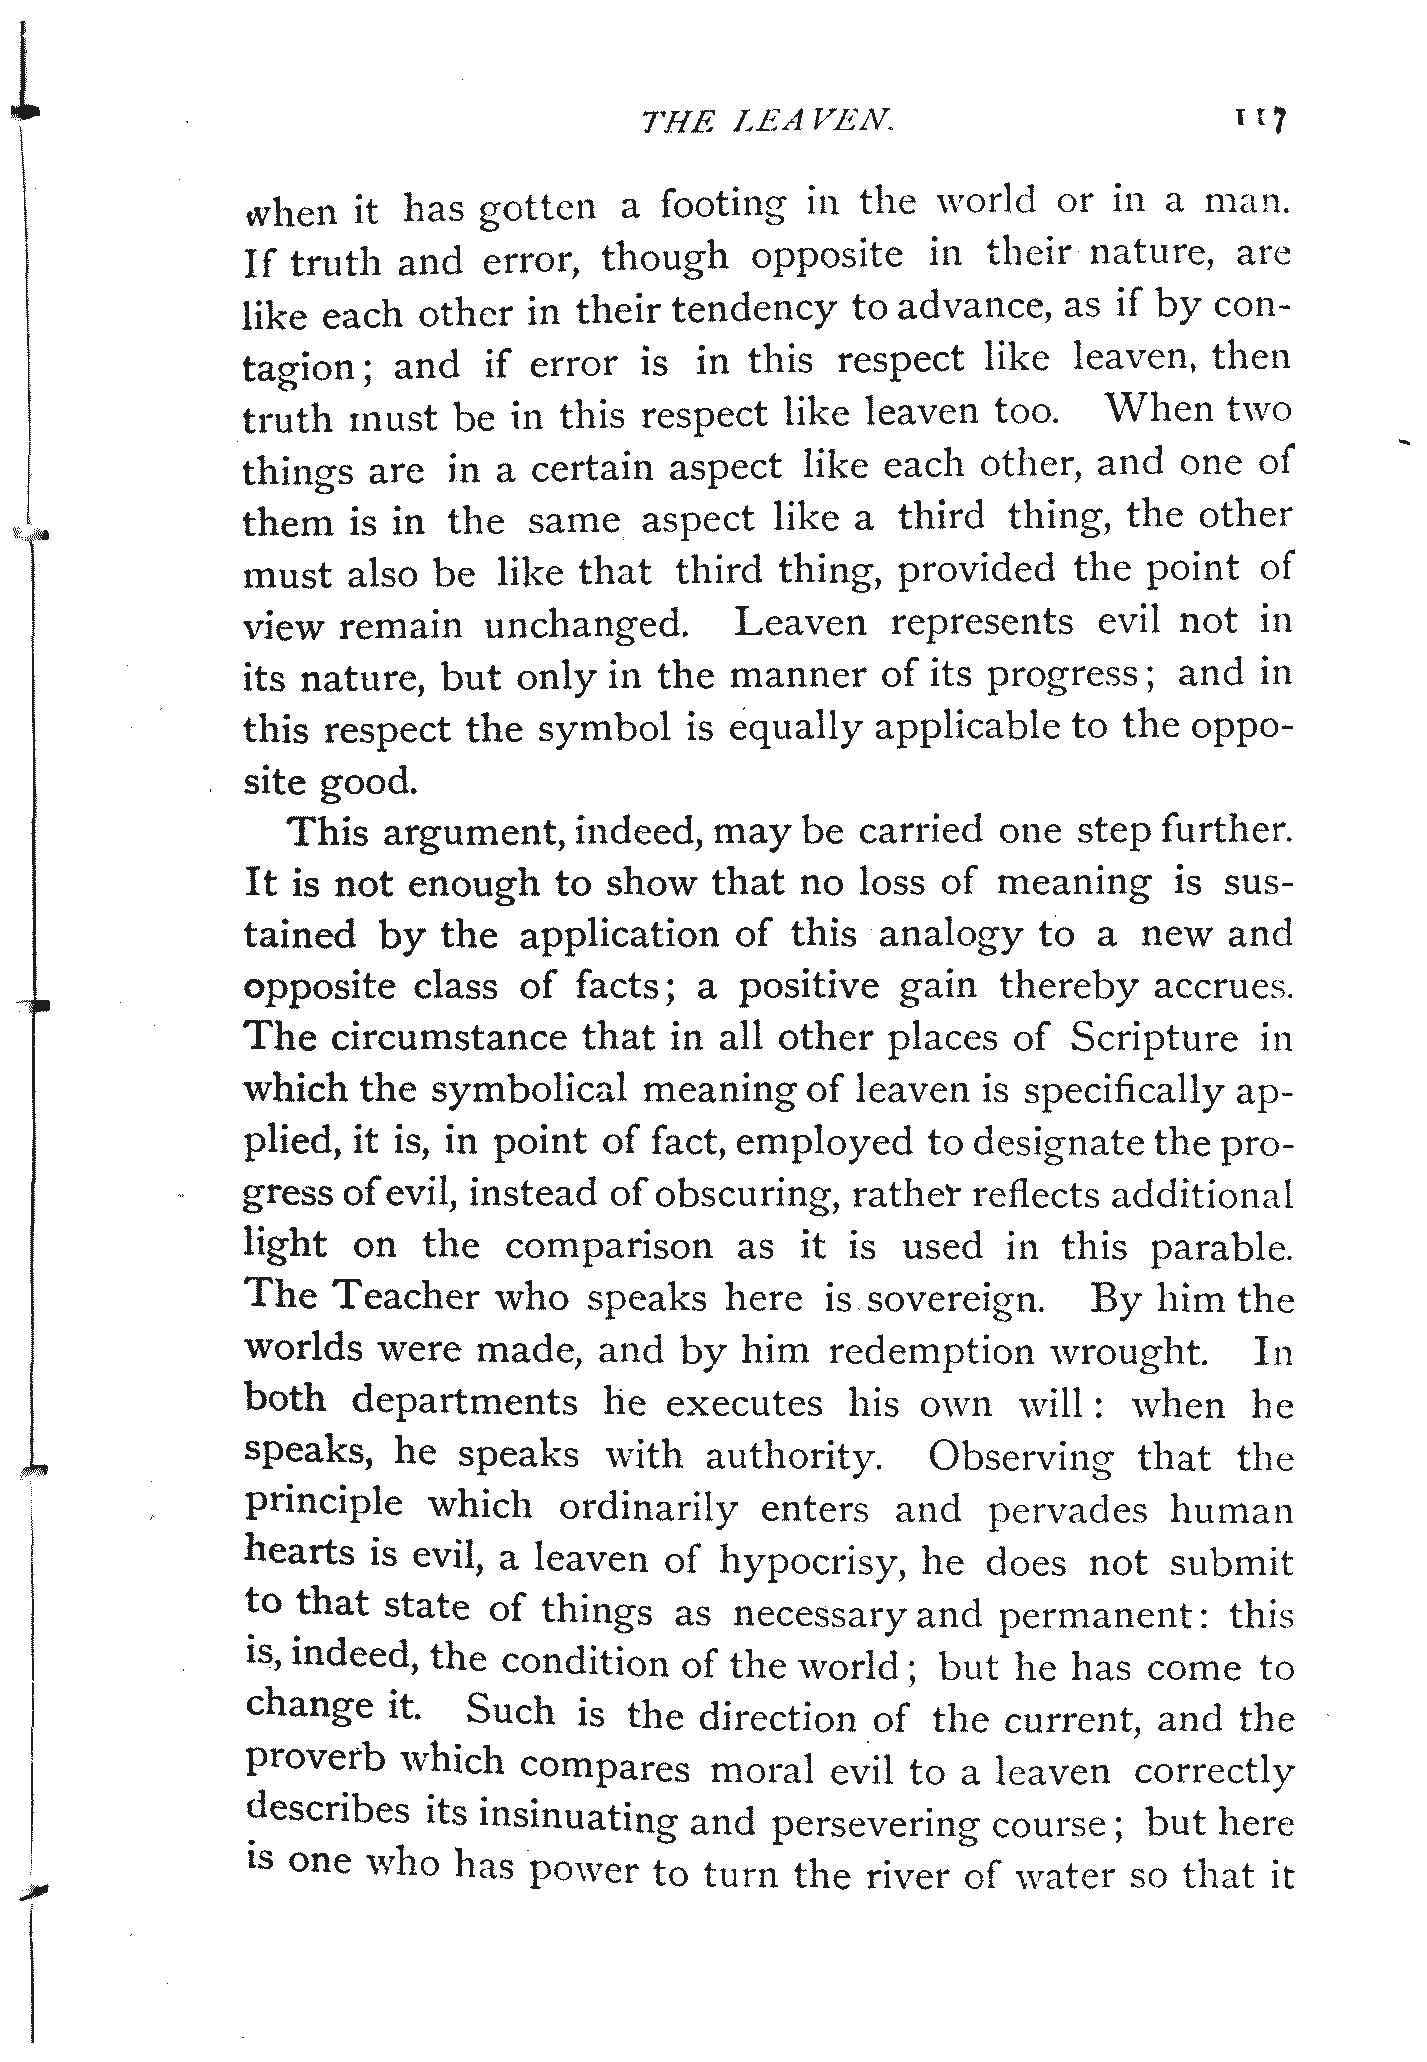 THE LEAVEN. 117
when it has gotten a footing in the world or in a man.
If truth and error, though opposite in their nature, are
like each other in their tendency to advance, as if by con-
tagion; and if error is in this respect like leaven, then
truth must be in this respect like leaven too. When two
things are in a certain aspect like each other, and one of
them is in the same aspect like a third thing, the other
must also be like that third thing, provided the point of
view remain unchanged. Leaven represents evil not in
its nature, but only in the manner of its progress; and in
this respect the symbol is equally applicable to the oppo-
site good.
This argument, indeed, may be carried one step further.
It is not enough to show that no loss of meaning is sus-
tained by the application of this analogy to a new and
opposite class of facts; a positive gain thereby accrues.
The circumstance that in all other places of Scripture in
which the symbolical meaning of leaven is specifically ap-
plied, it is, in point of fact, employed to designate the pro-
gress of evil, instead of obscuring, rather reflects additional
light on the comparison as it is used in this parable.
The Teacher who speaks here is sovereign. By him the
worlds were made, and by him redemption wrought. In
both departments he executes his own will: when he
speaks, he speaks with authority. Observing that the
principle which ordinarily enters and pervades human
hearts is evil, a leaven of hypocrisy, he does not submit
to that state of things as necessary and permanent: this
is, indeed, the condition of the world; but he has come to
change it. Such is the direction of the current, and the
proverb which compares moral evil to a leaven correctly
describes its insinuating and persevering course; but here
is one who has power to turn the river of water so that it